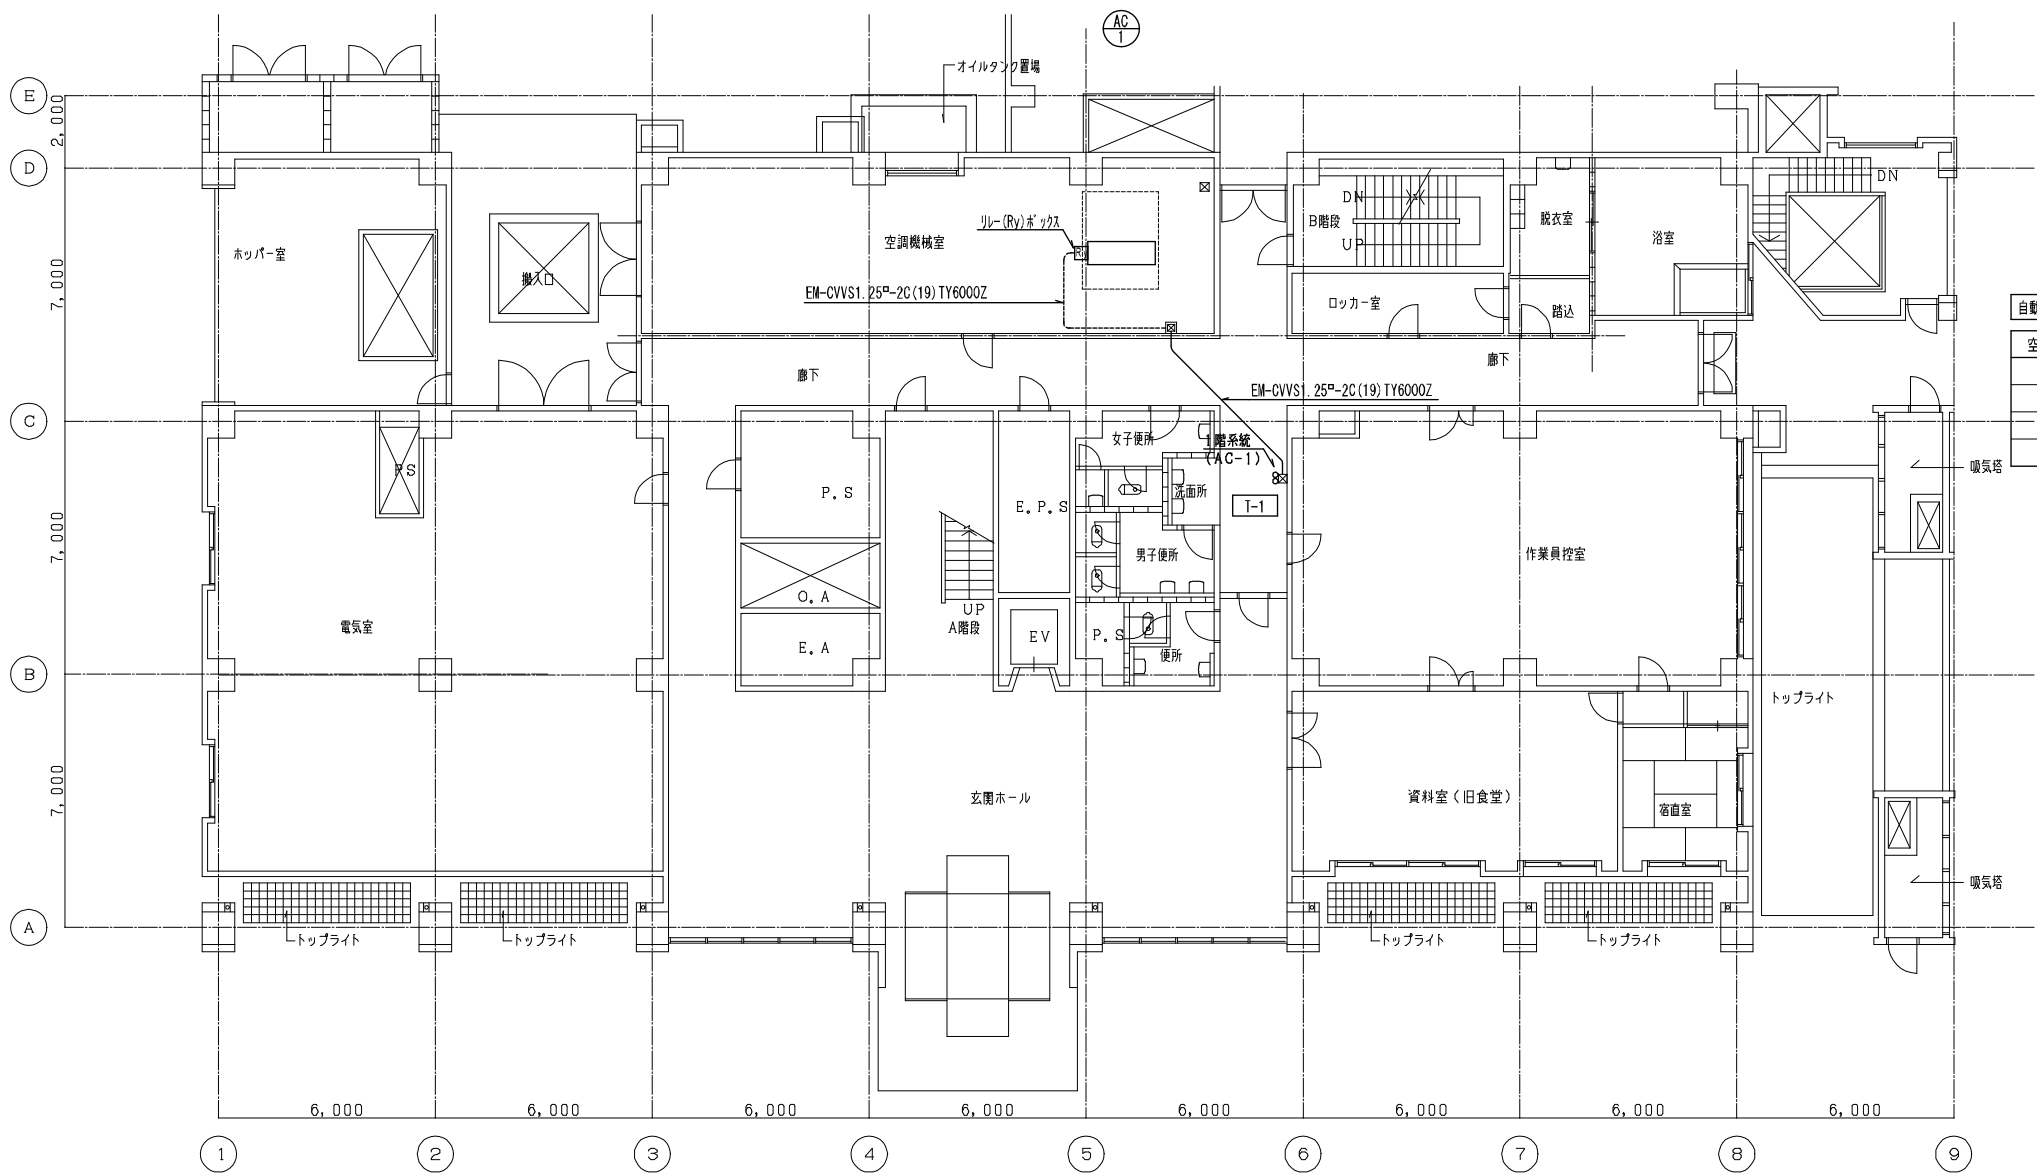 AC
1
オイルタンク置場
E
2,000
D
DN
DN
リレー(Ry)ボックス
B階段
脱衣室
ホッパー室
空調機械室
浴室
UP
搬入口
7,000
EM-CVVS1.25□-2C(19)TY6000Z
ロッカー室
踏込
自動
空
廊下
廊下
EM-CVVS1.25□-2C(19)TY6000Z
C
女子便所
1階系統
(AC-1)
P.S
吸気塔
P.S
洗面所
E.P.S
T-1
7,000
男子便所
作業員控室
O.A
UP
A階段
電気室
EV
P.S
E.A
便所
B
トップライト
7,000
玄関ホール
資料室(旧食堂)
宿直室
吸気塔
A
トップライト
トップライト
トップライト
トップライト
6,000
6,000
6,000
6,000
6,000
6,000
6,000
6,000
1
2
3
4
5
6
7
8
9